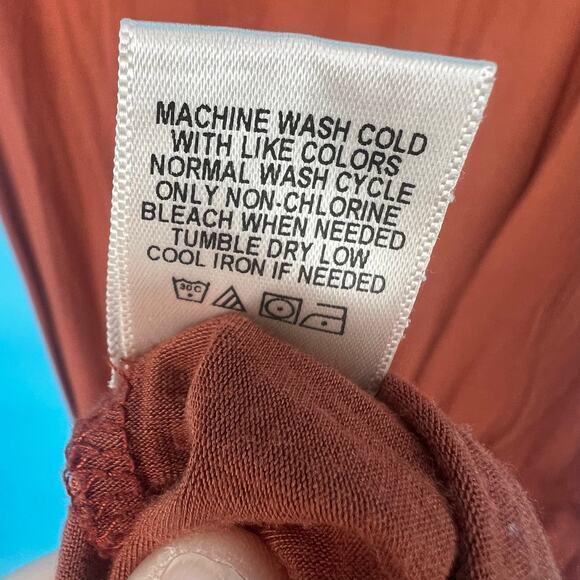 MACHINE WASH COLD
WITH LIKE COLORS
NORMAL WASH CYCLE
ONLY NON-CHLORINE
BLEACH WHEN NEEDED
TUMBLE DRY LOW
COOL IRON IF NEEDED
30C